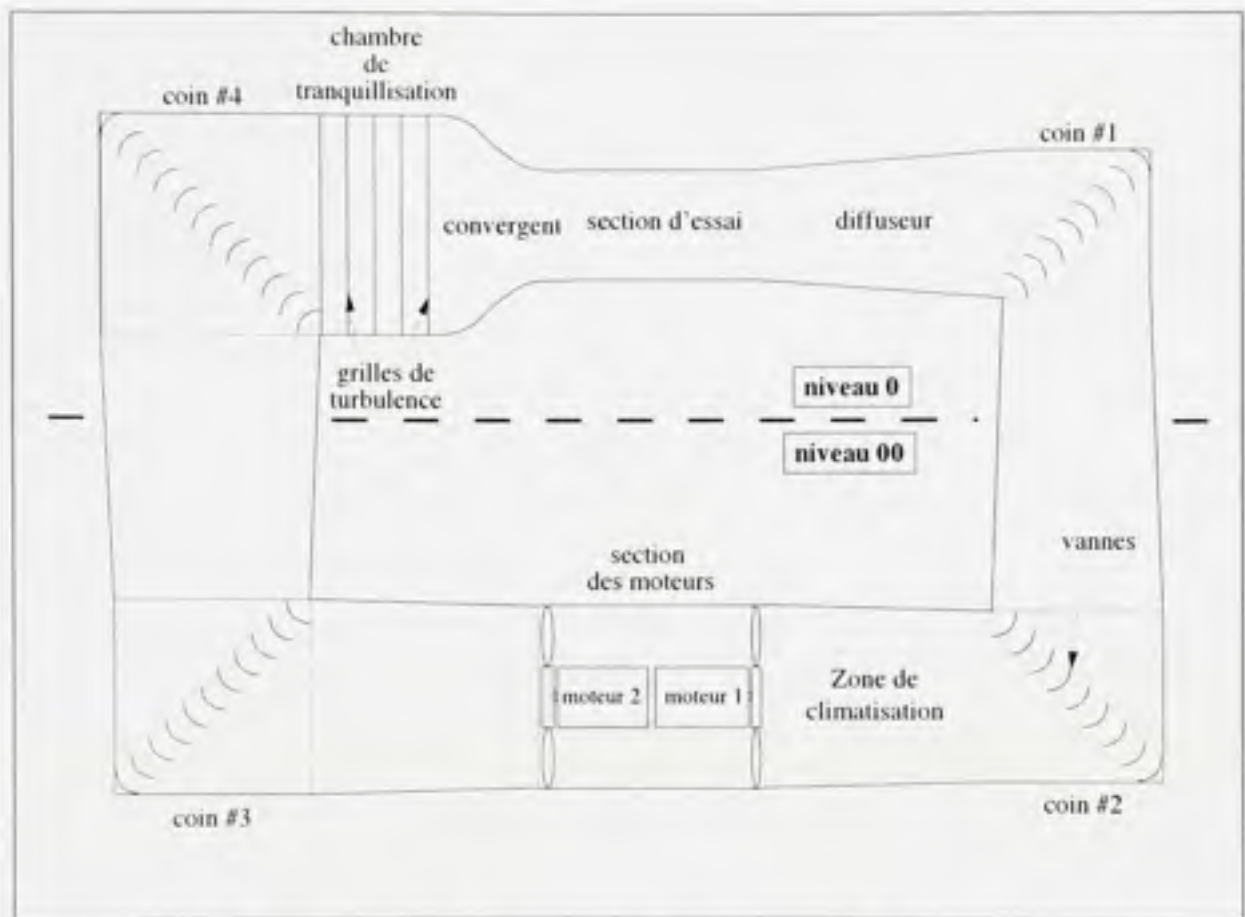 chambre
de
tranquillisation
coin #4
coin #1
convergent
section d'essai
diffuseur
grilles de
turbulence
niveau 0
niveau 00
vannes
section
des moteurs
moteur 2
moteur 1
Zone de
climatisation
coin #3
coin #2